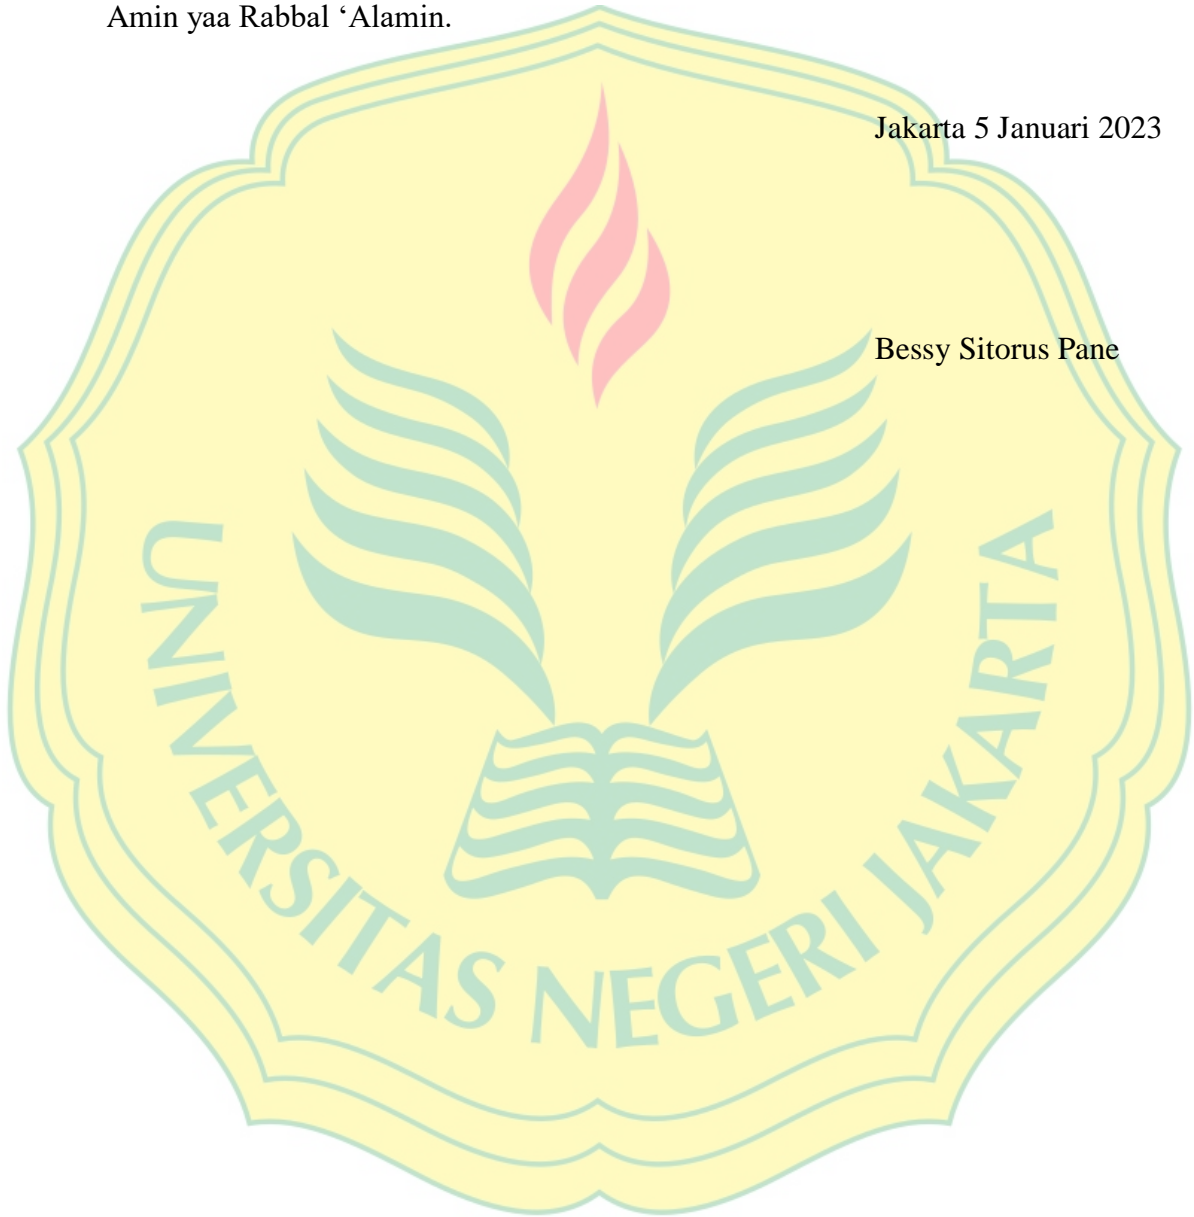 Amin yaa Rabbal ‘Alamin.
Jakarta 5 Januari 2023
Bessy Sitorus Pane
UNIVERSITAS NEGERI JAKARTA